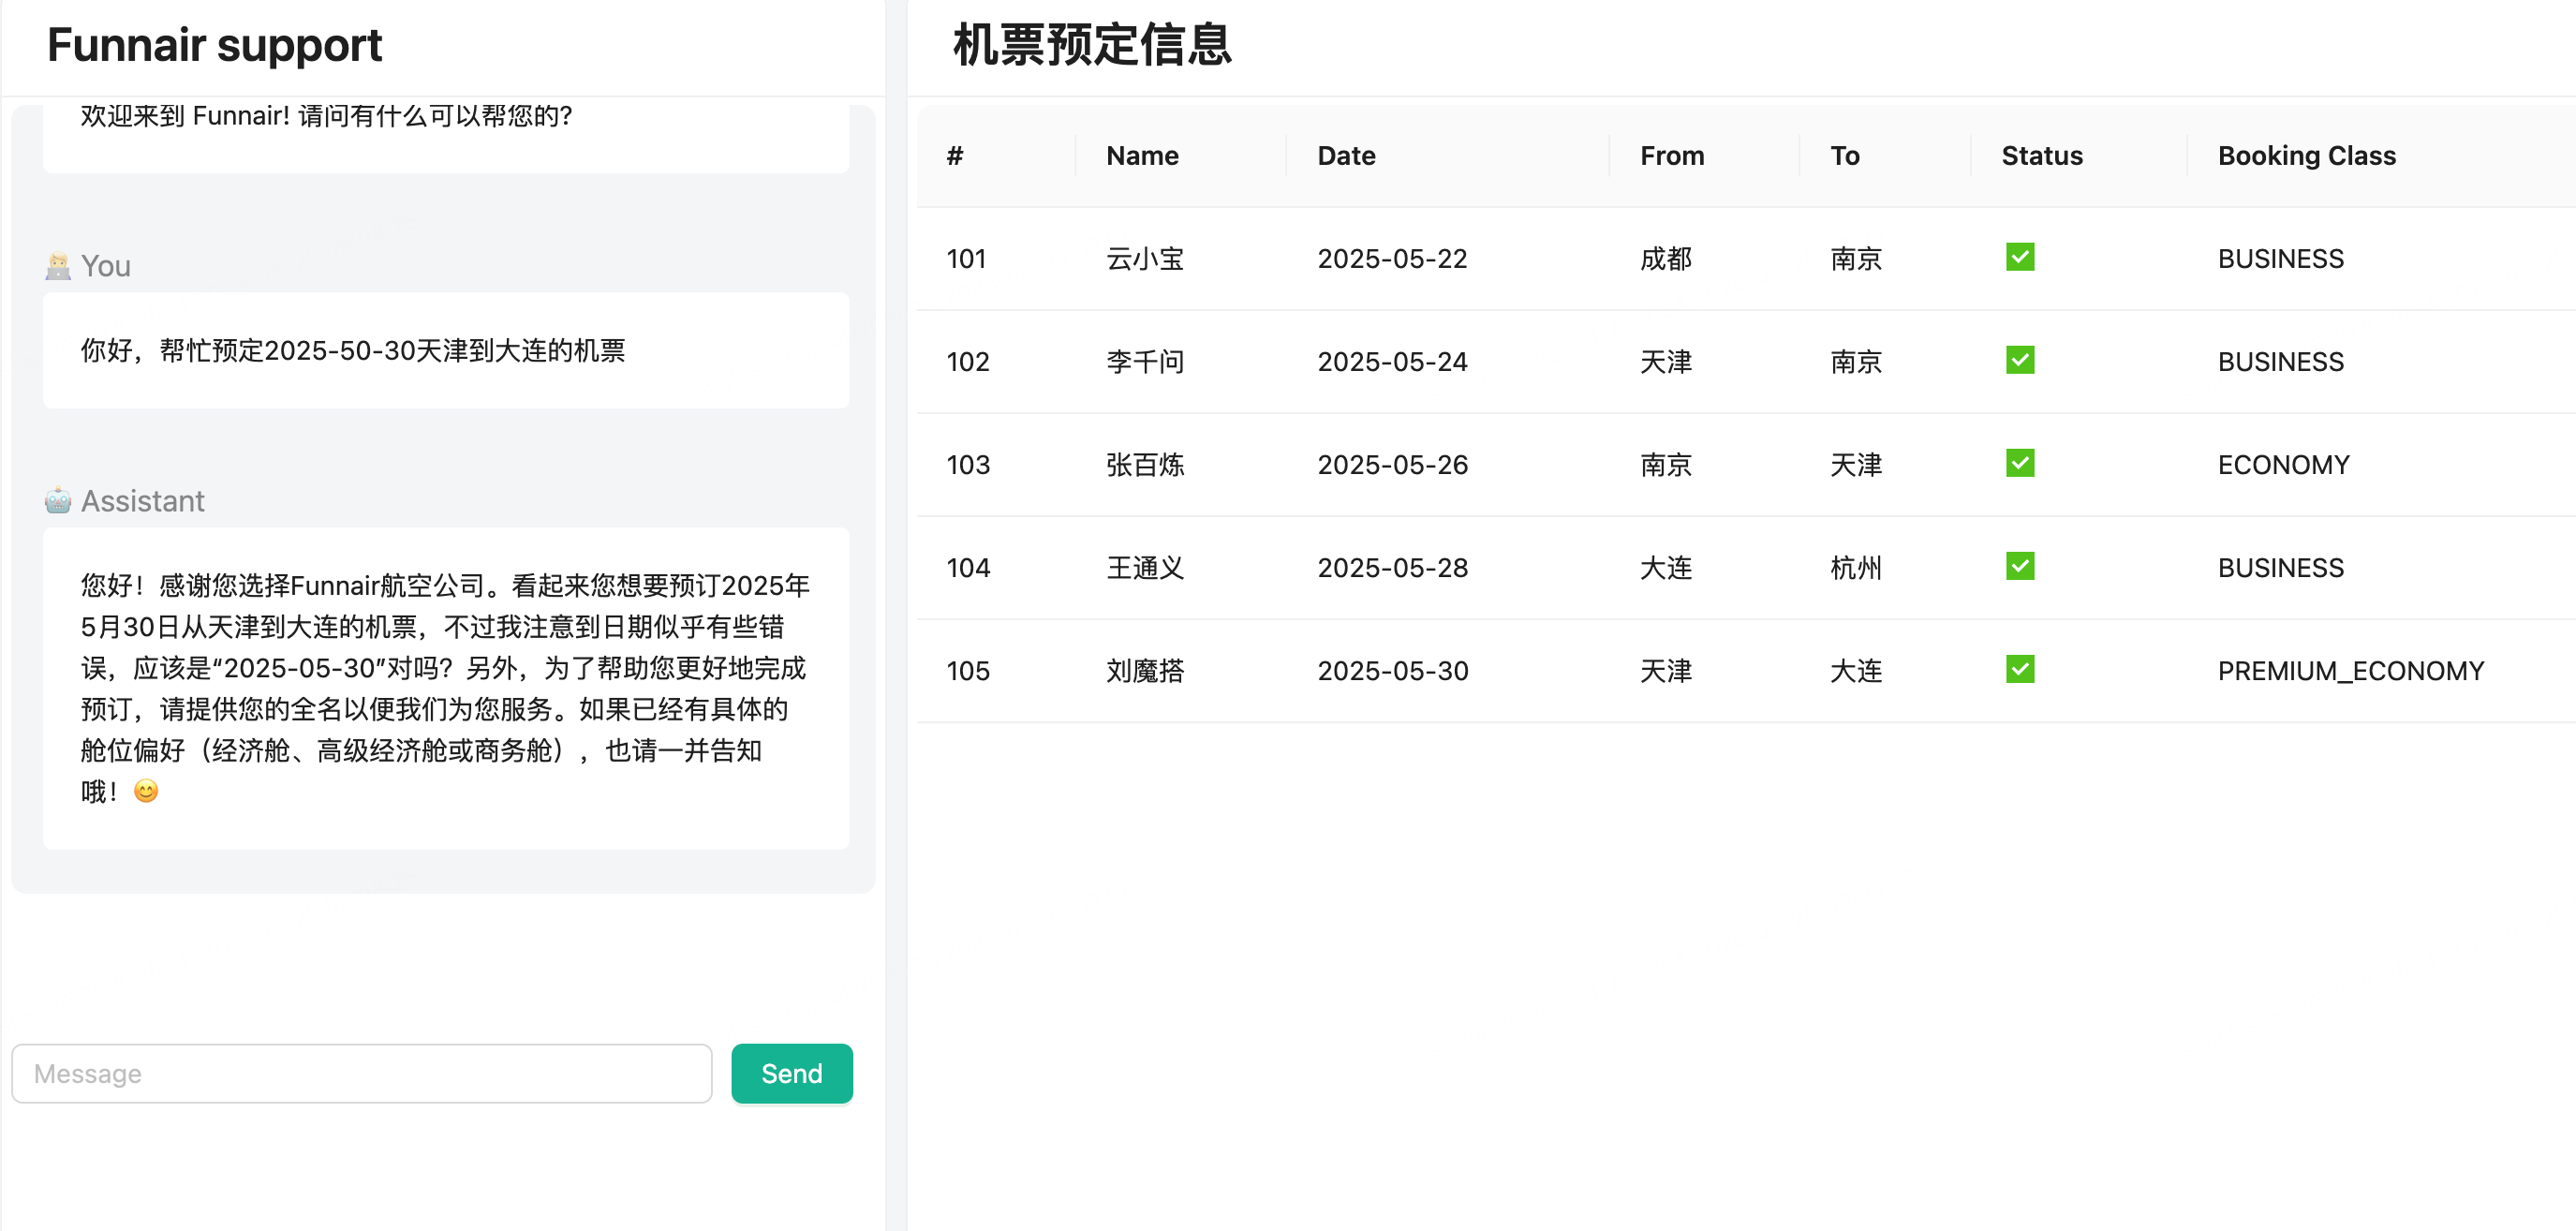 Funnair support
欢迎来到 Funnair! 请问有什么可以帮您的?
You
你好，帮忙预定2025-50-30天津到大连的机票
Assistant
您好！感谢您选择Funnair航空公司。看起来您想要预订2025年
5月30日从天津到大连的机票，不过我注意到日期似乎有些错
误，应该是“2025-05-30”对吗？另外，为了帮助您更好地完成
预订，请提供您的全名以便我们为您服务。如果已经有具体的
舱位偏好（经济舱、高级经济舱或商务舱），也请一并告知
哦！😊
Message
Send
机票预定信息
# Name Date From To Status Booking Class
101 云小宝 2025-05-22 成都 南京 ✅ BUSINESS
102 李千问 2025-05-24 天津 南京 ✅ BUSINESS
103 张百炼 2025-05-26 南京 天津 ✅ ECONOMY
104 王通义 2025-05-28 大连 杭州 ✅ BUSINESS
105 刘魔搭 2025-05-30 天津 大连 ✅ PREMIUM_ECONOMY